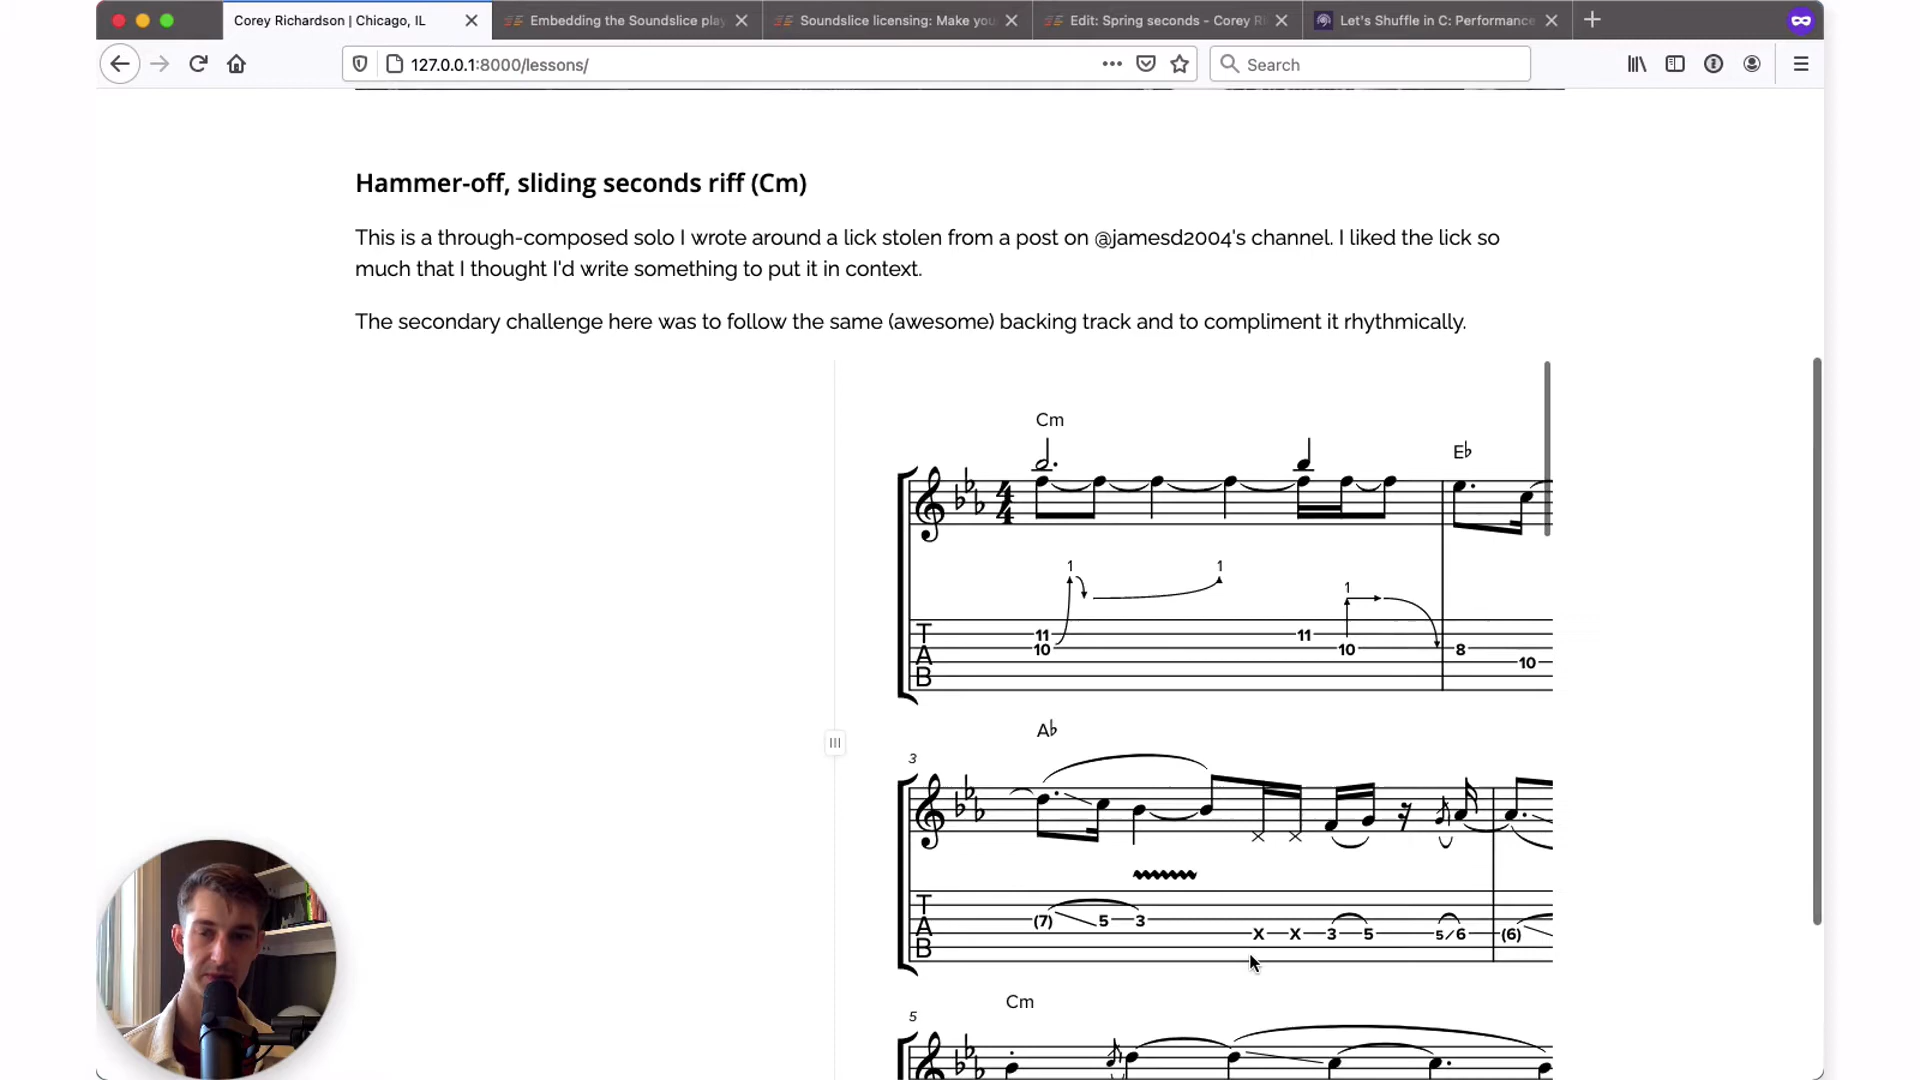 Corey Richardson | Chicago, IL
Embedding the Soundslice play
Soundslice licensing: Make you
Edit: Spring seconds - Corey Ri
Let's Shuffle in C: Performance
127.0.0.1:8000/lessons/
Search
Hammer-off, sliding seconds riff (Cm)
This is a through-composed solo I wrote around a lick stolen from a post on @jamesd2004's channel. I liked the lick so
much that I thought I'd write something to put it in context.
The secondary challenge here was to follow the same (awesome) backing track and to compliment it rhythmically.
Cm
E♭
4
4
1 1 1
T
A
B
11 11
10 10 8
10
A♭
3
T
A
B
(7) 5 3
X X 3 5 5/6 (6)
Cm
5